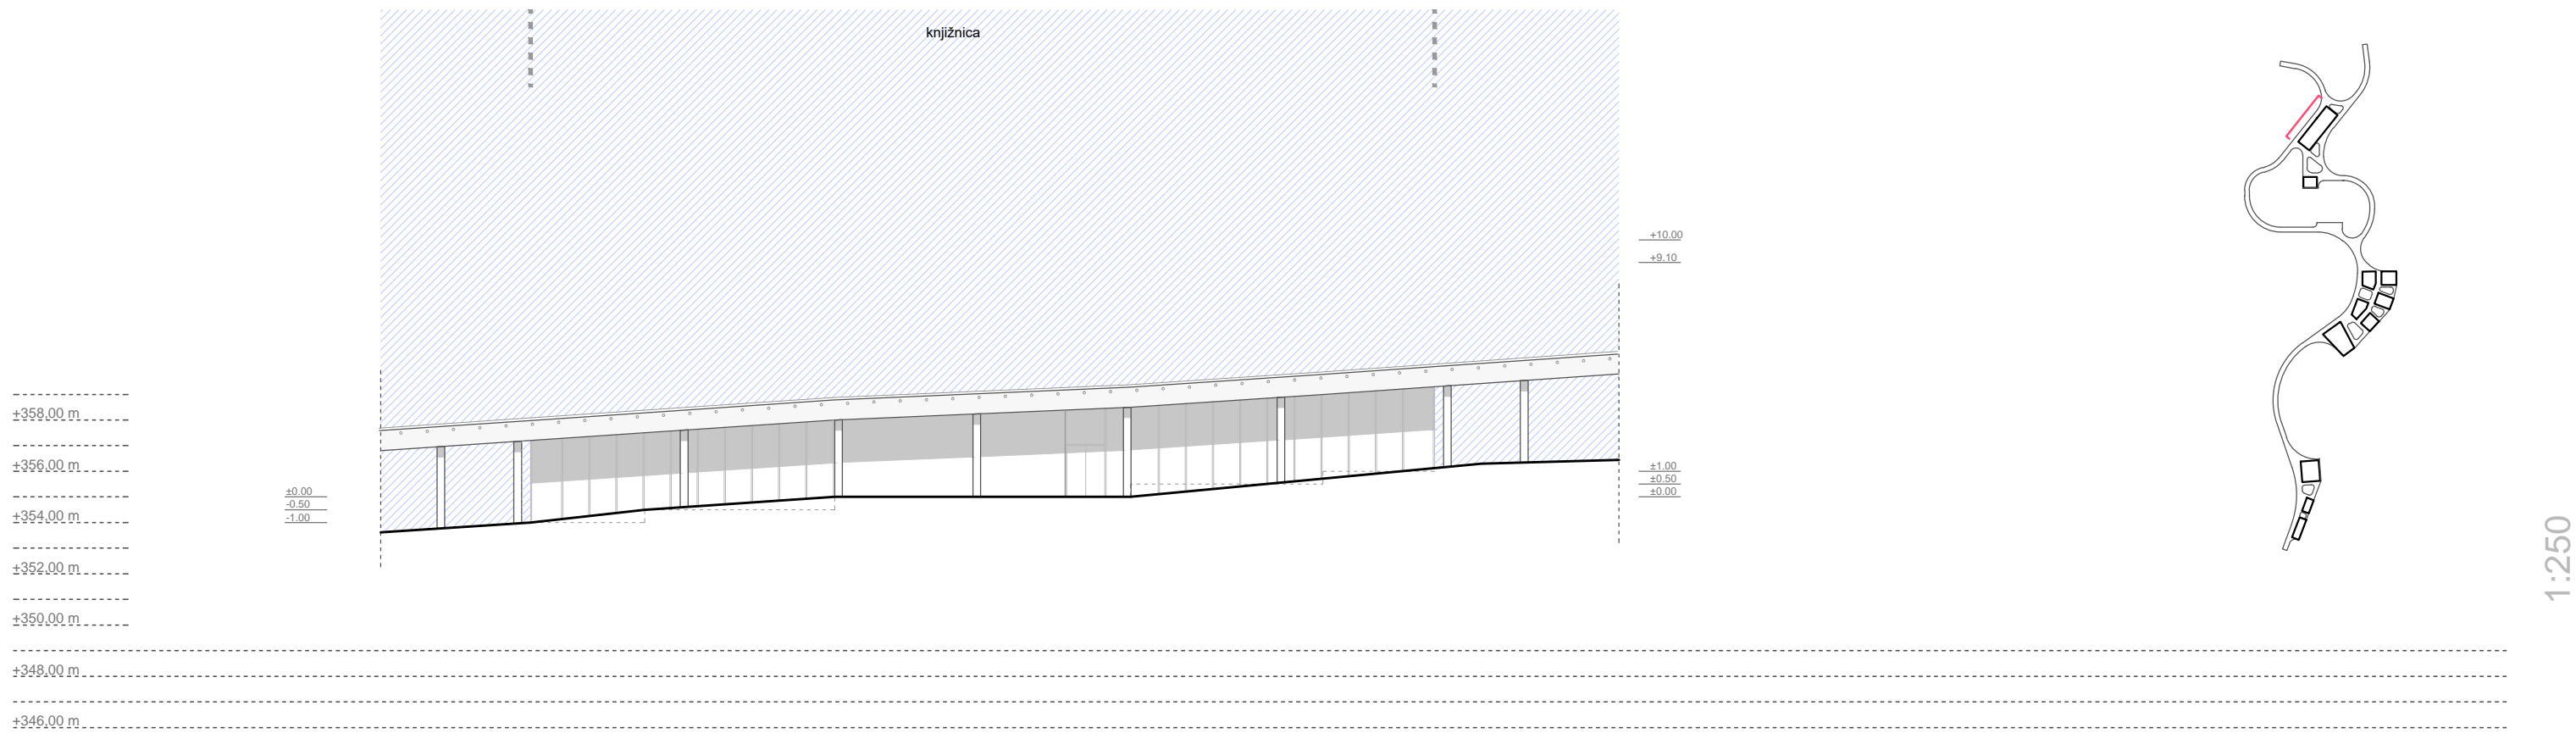 knjižnica
+10.00
+9.10
+358,00 m
+356,00 m
+1.00
+0.50
±0.00
±0.00
-0.50
-1.00
+354,00 m
+352,00 m
+350,00 m
+348,00 m
+346,00 m
1:250